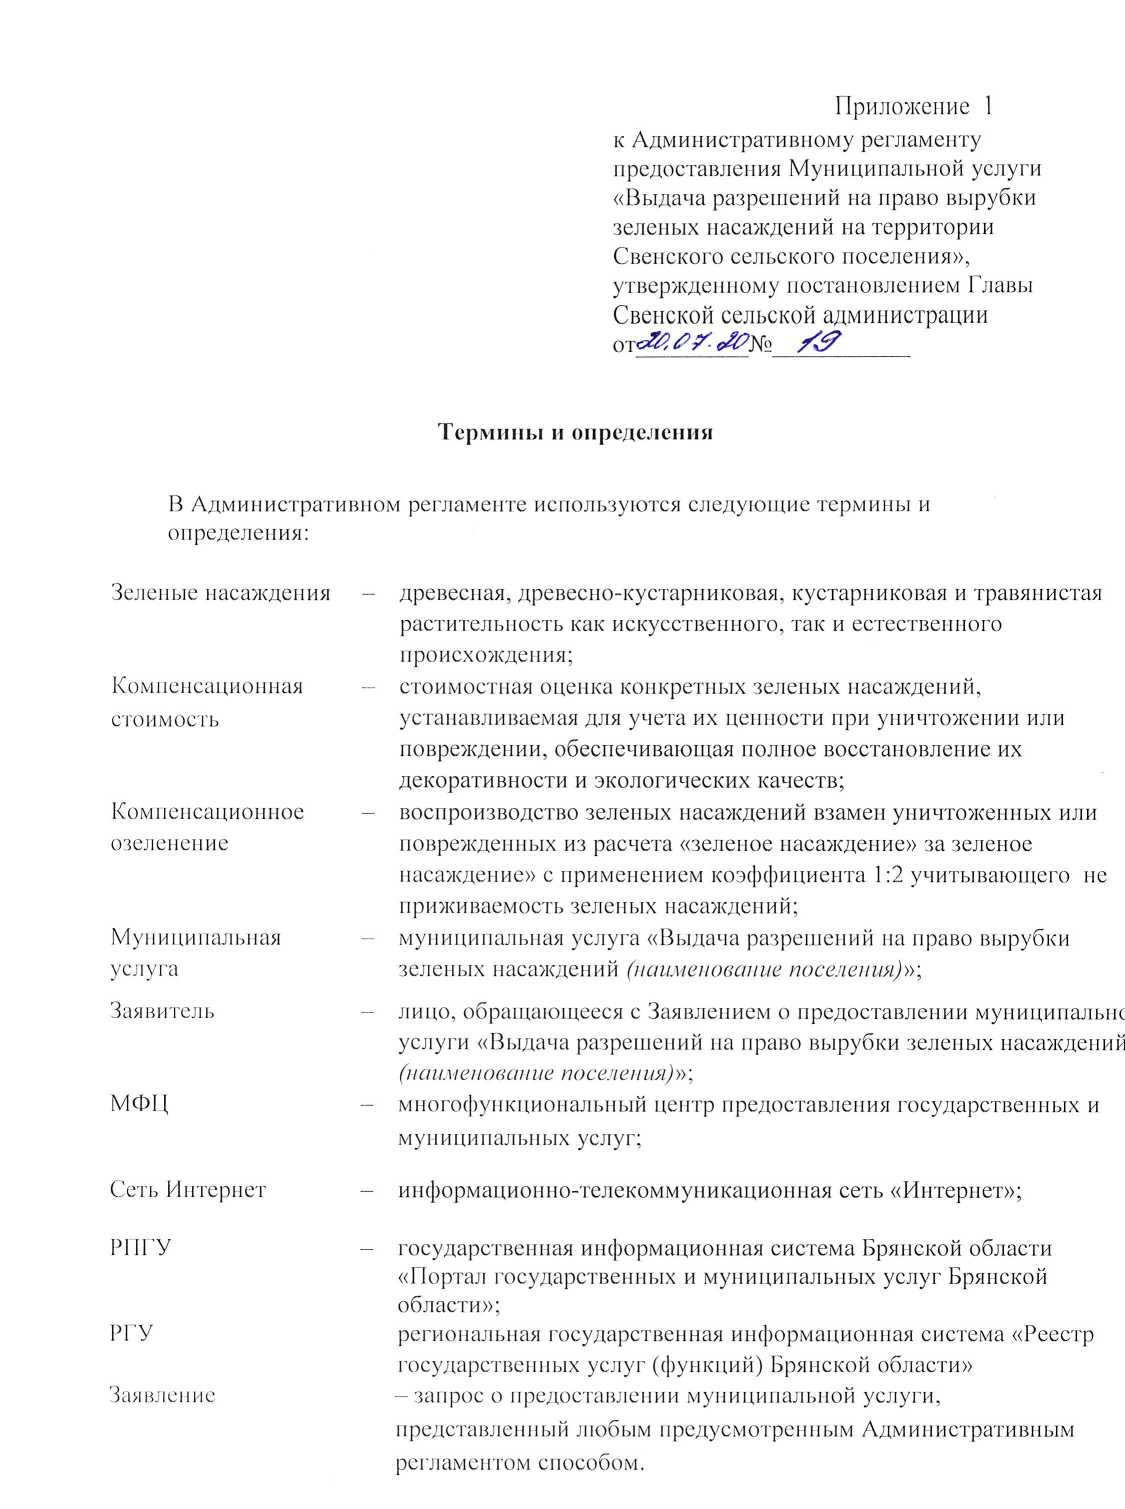 Приложение 1
к Административному регламенту
предоставления Муниципальной услуги
«Выдача разрешений на право вырубки
зеленых насаждений на территории
Свенского сельского поселения»,
утвержденному постановлением Главы
Свенской сельской администрации
от 20.07.20 № 19
Термины и определения
В Административном регламенте используются следующие термины и
определения:
Зеленые насаждения – древесная, древесно-кустарниковая, кустарниковая и травянистая
растительность как искусственного, так и естественного
происхождения;
Компенсационная – стоимостная оценка конкретных зеленых насаждений,
стоимость устанавливаемая для учета их ценности при уничтожении или
повреждении, обеспечивающая полное восстановление их
декоративности и экологических качеств;
Компенсационное – воспроизводство зеленых насаждений взамен уничтоженных или
озеленение поврежденных из расчета «зеленое насаждение» за зеленое
насаждение» с применением коэффициента 1:2 учитывающего не
приживаемость зеленых насаждений;
Муниципальная – муниципальная услуга «Выдача разрешений на право вырубки
услуга зеленых насаждений (наименование поселения)»;
Заявитель – лицо, обращающееся с Заявлением о предоставлении муниципально
услуги «Выдача разрешений на право вырубки зеленых насаждений
(наименование поселения)»;
МФЦ – многофункциональный центр предоставления государственных и
муниципальных услуг;
Сеть Интернет – информационно-телекоммуникационная сеть «Интернет»;
РПГУ – государственная информационная система Брянской области
«Портал государственных и муниципальных услуг Брянской
области»;
РГУ региональная государственная информационная система «Реестр
государственных услуг (функций) Брянской области»
Заявление – запрос о предоставлении муниципальной услуги,
представленный любым предусмотренным Административным
регламентом способом.